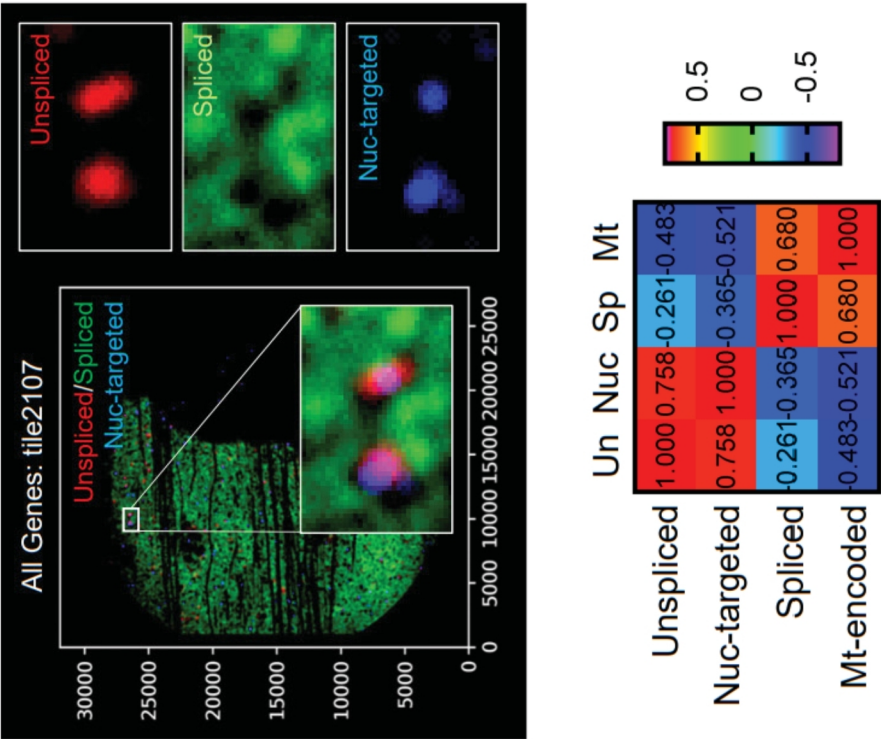 All Genes: tile2107
Unspliced/Spliced
Nuc-targeted
30000
25000
20000
15000
10000
5000
0
0 5000 10000 15000 20000 25000
Unspliced
Spliced
Nuc-targeted
Un Nuc Sp Mt
Unspliced 1.000 0.758 -0.261 -0.483
Nuc-targeted 0.758 1.000 -0.365 -0.521
Spliced -0.261 -0.365 1.000 0.680
Mt-encoded -0.483 -0.521 0.680 1.000
0.5
0
-0.5